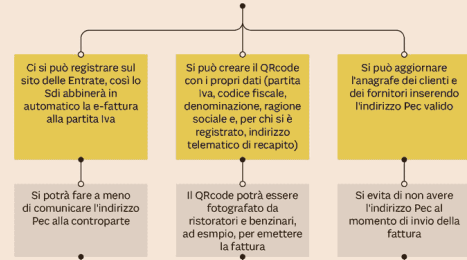 Ci si può registrare sul
sito delle Entrate, così lo
Sdi abbinerà in
automatico la e-fattura
alla partita Iva
Si può creare il QRcode
con i propri dati (partita
Iva, codice fiscale,
denominazione, ragione
sociale e, per chi si è
registrato, indirizzo
telematico di recapito)
Si può aggiornare
l'anagrafe dei clienti e
dei fornitori inserendo
l'indirizzo Pec valido
Si potrà fare a meno
di comunicare l'indirizzo
Pec alla controparte
Il QRcode potrà essere
fotografato da
ristoratori e benzinari,
ad esmpio, per emettere
la fattura
Si evita di non avere
l'indirizzo Pec al
momento di invio della
fattura